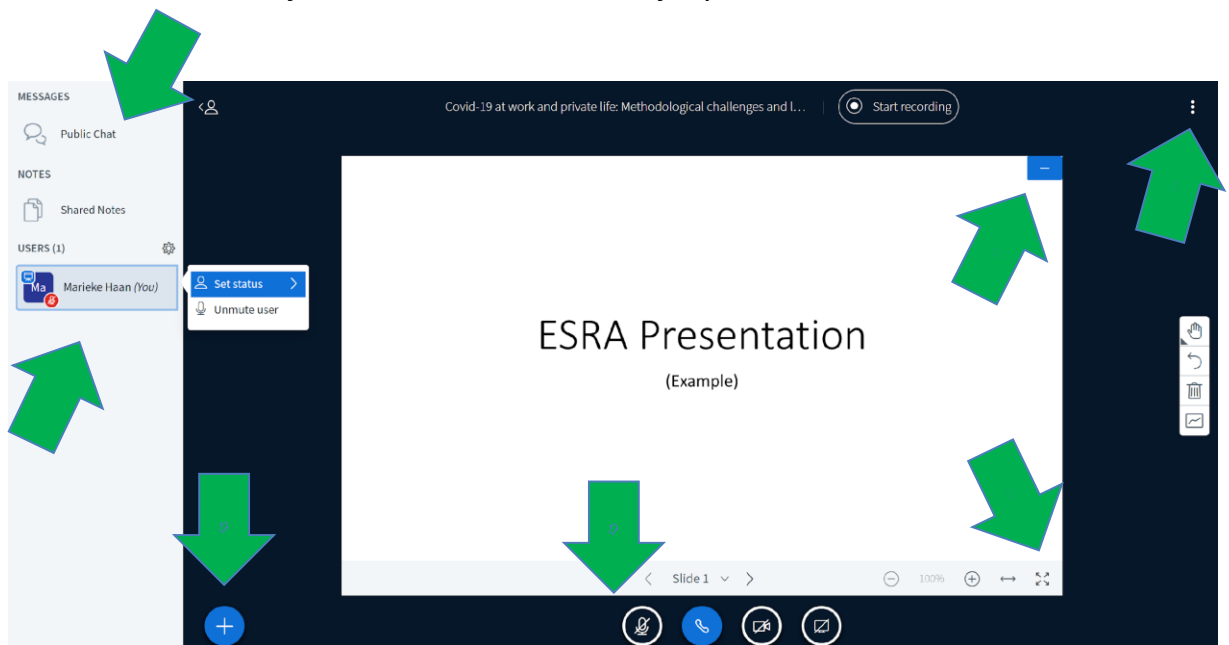 MESSAGES
Public Chat
NOTES
Shared Notes
USERS (1)
Ma
Marieke Haan (You)
Set status
Unmute user
Covid-19 at work and private life: Methodological challenges and l...
Start recording
ESRA Presentation
(Example)
Slide 1
100%